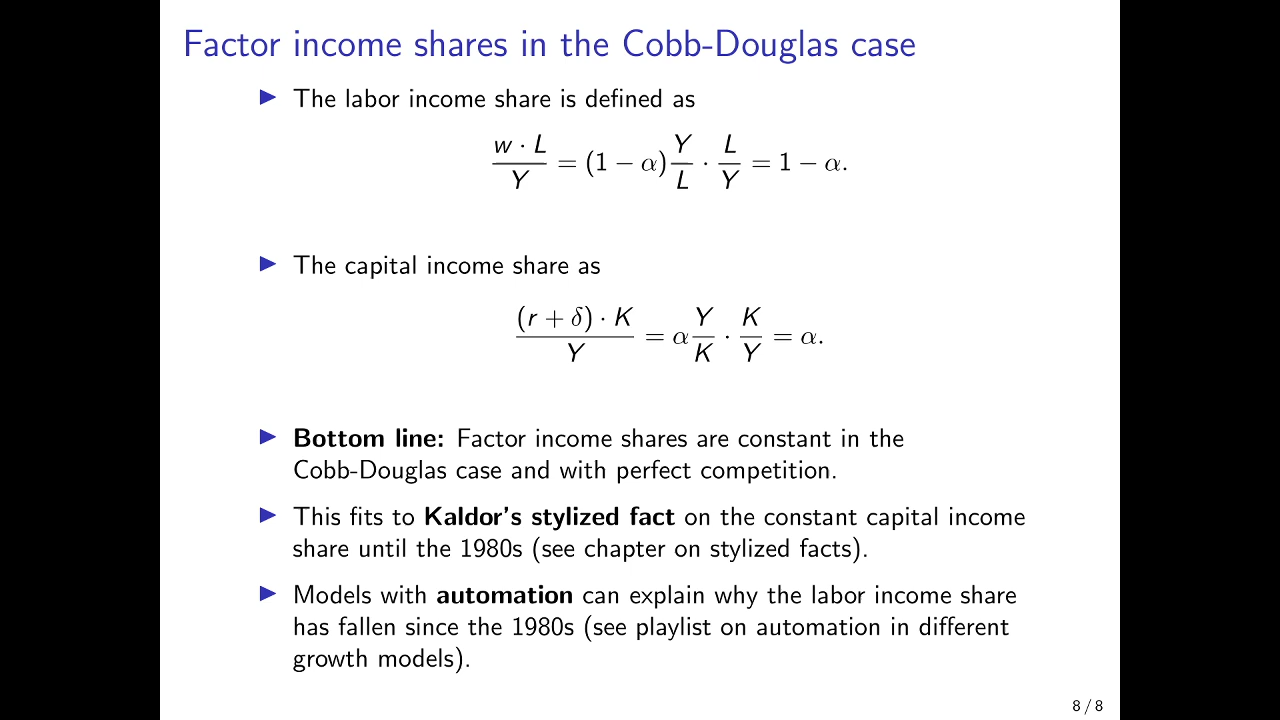 Factor income shares in the Cobb-Douglas case
▶ The labor income share is defined as
w · L / Y = (1 − α) Y / L · L / Y = 1 − α.
▶ The capital income share as
(r + δ) · K / Y = α Y / K · K / Y = α.
▶ Bottom line: Factor income shares are constant in the
Cobb-Douglas case and with perfect competition.
▶ This fits to Kaldor's stylized fact on the constant capital income
share until the 1980s (see chapter on stylized facts).
▶ Models with automation can explain why the labor income share
has fallen since the 1980s (see playlist on automation in different
growth models).
8 / 8